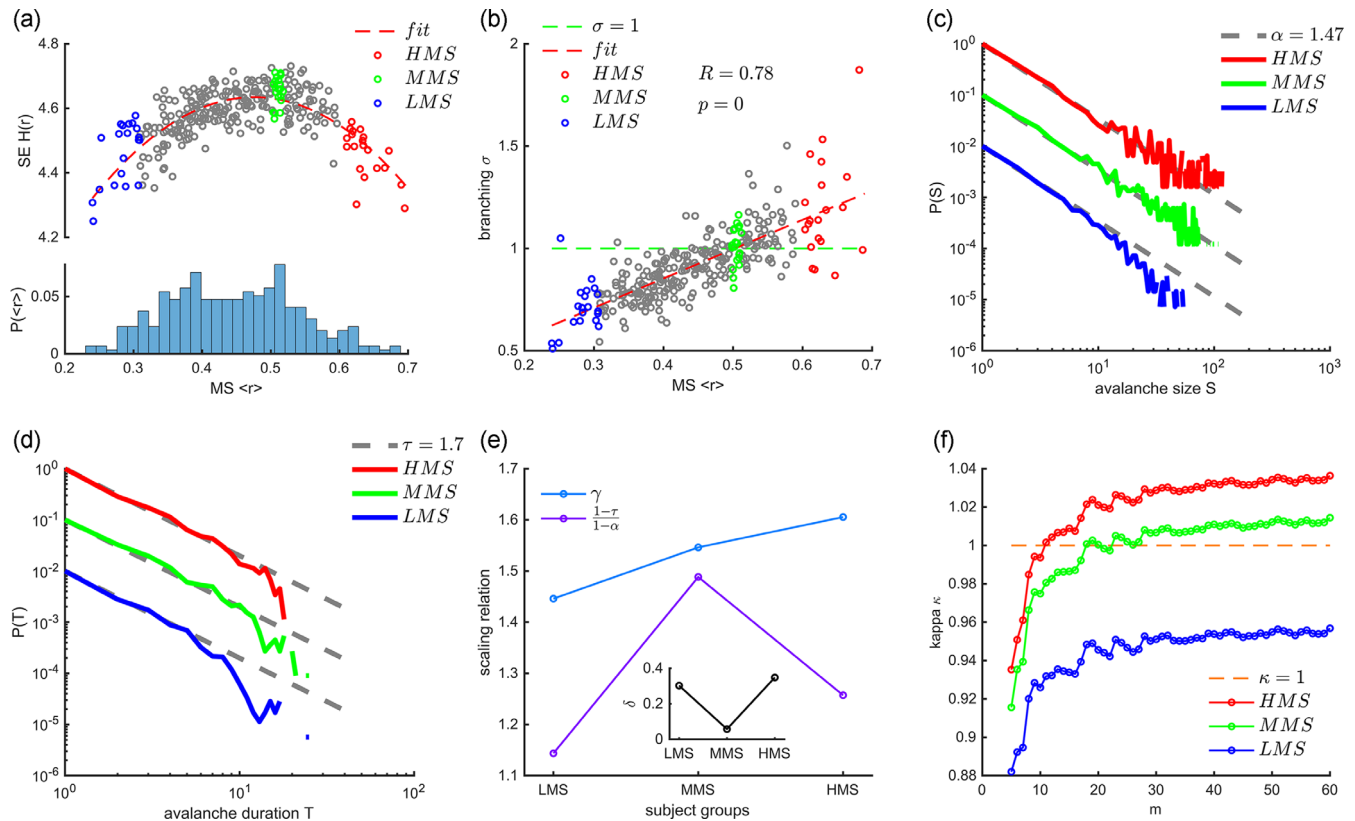 (a)
fit
HMS
MMS
LMS
4.8
4.6
4.4
4.2
SE H(r)
0.05
0
P(<r>)
0.2 0.3 0.4 0.5 0.6 0.7
MS <r>
(b)
σ = 1
fit
HMS
MMS
LMS
R = 0.78
p = 0
2
1.5
1
0.5
branching σ
0.2 0.3 0.4 0.5 0.6 0.7
MS <r>
(c)
α = 1.47
HMS
MMS
LMS
10^0
10^-1
10^-2
10^-3
10^-4
10^-5
10^-6
P(S)
10^0 10^1 10^2 10^3
avalanche size S
(d)
τ = 1.7
HMS
MMS
LMS
10^0
10^-1
10^-2
10^-3
10^-4
10^-5
10^-6
P(T)
10^0 10^1 10^2
avalanche duration T
(e)
γ
1−τ
1−α
1.7
1.6
1.5
1.4
1.3
1.2
1.1
scaling relation
0.4
0.2
0
δ
LMS MMS HMS
LMS MMS HMS
subject groups
(f)
1.04
1.02
1
0.98
0.96
0.94
0.92
0.9
0.88
kappa κ
κ = 1
HMS
MMS
LMS
0 10 20 30 40 50 60
m